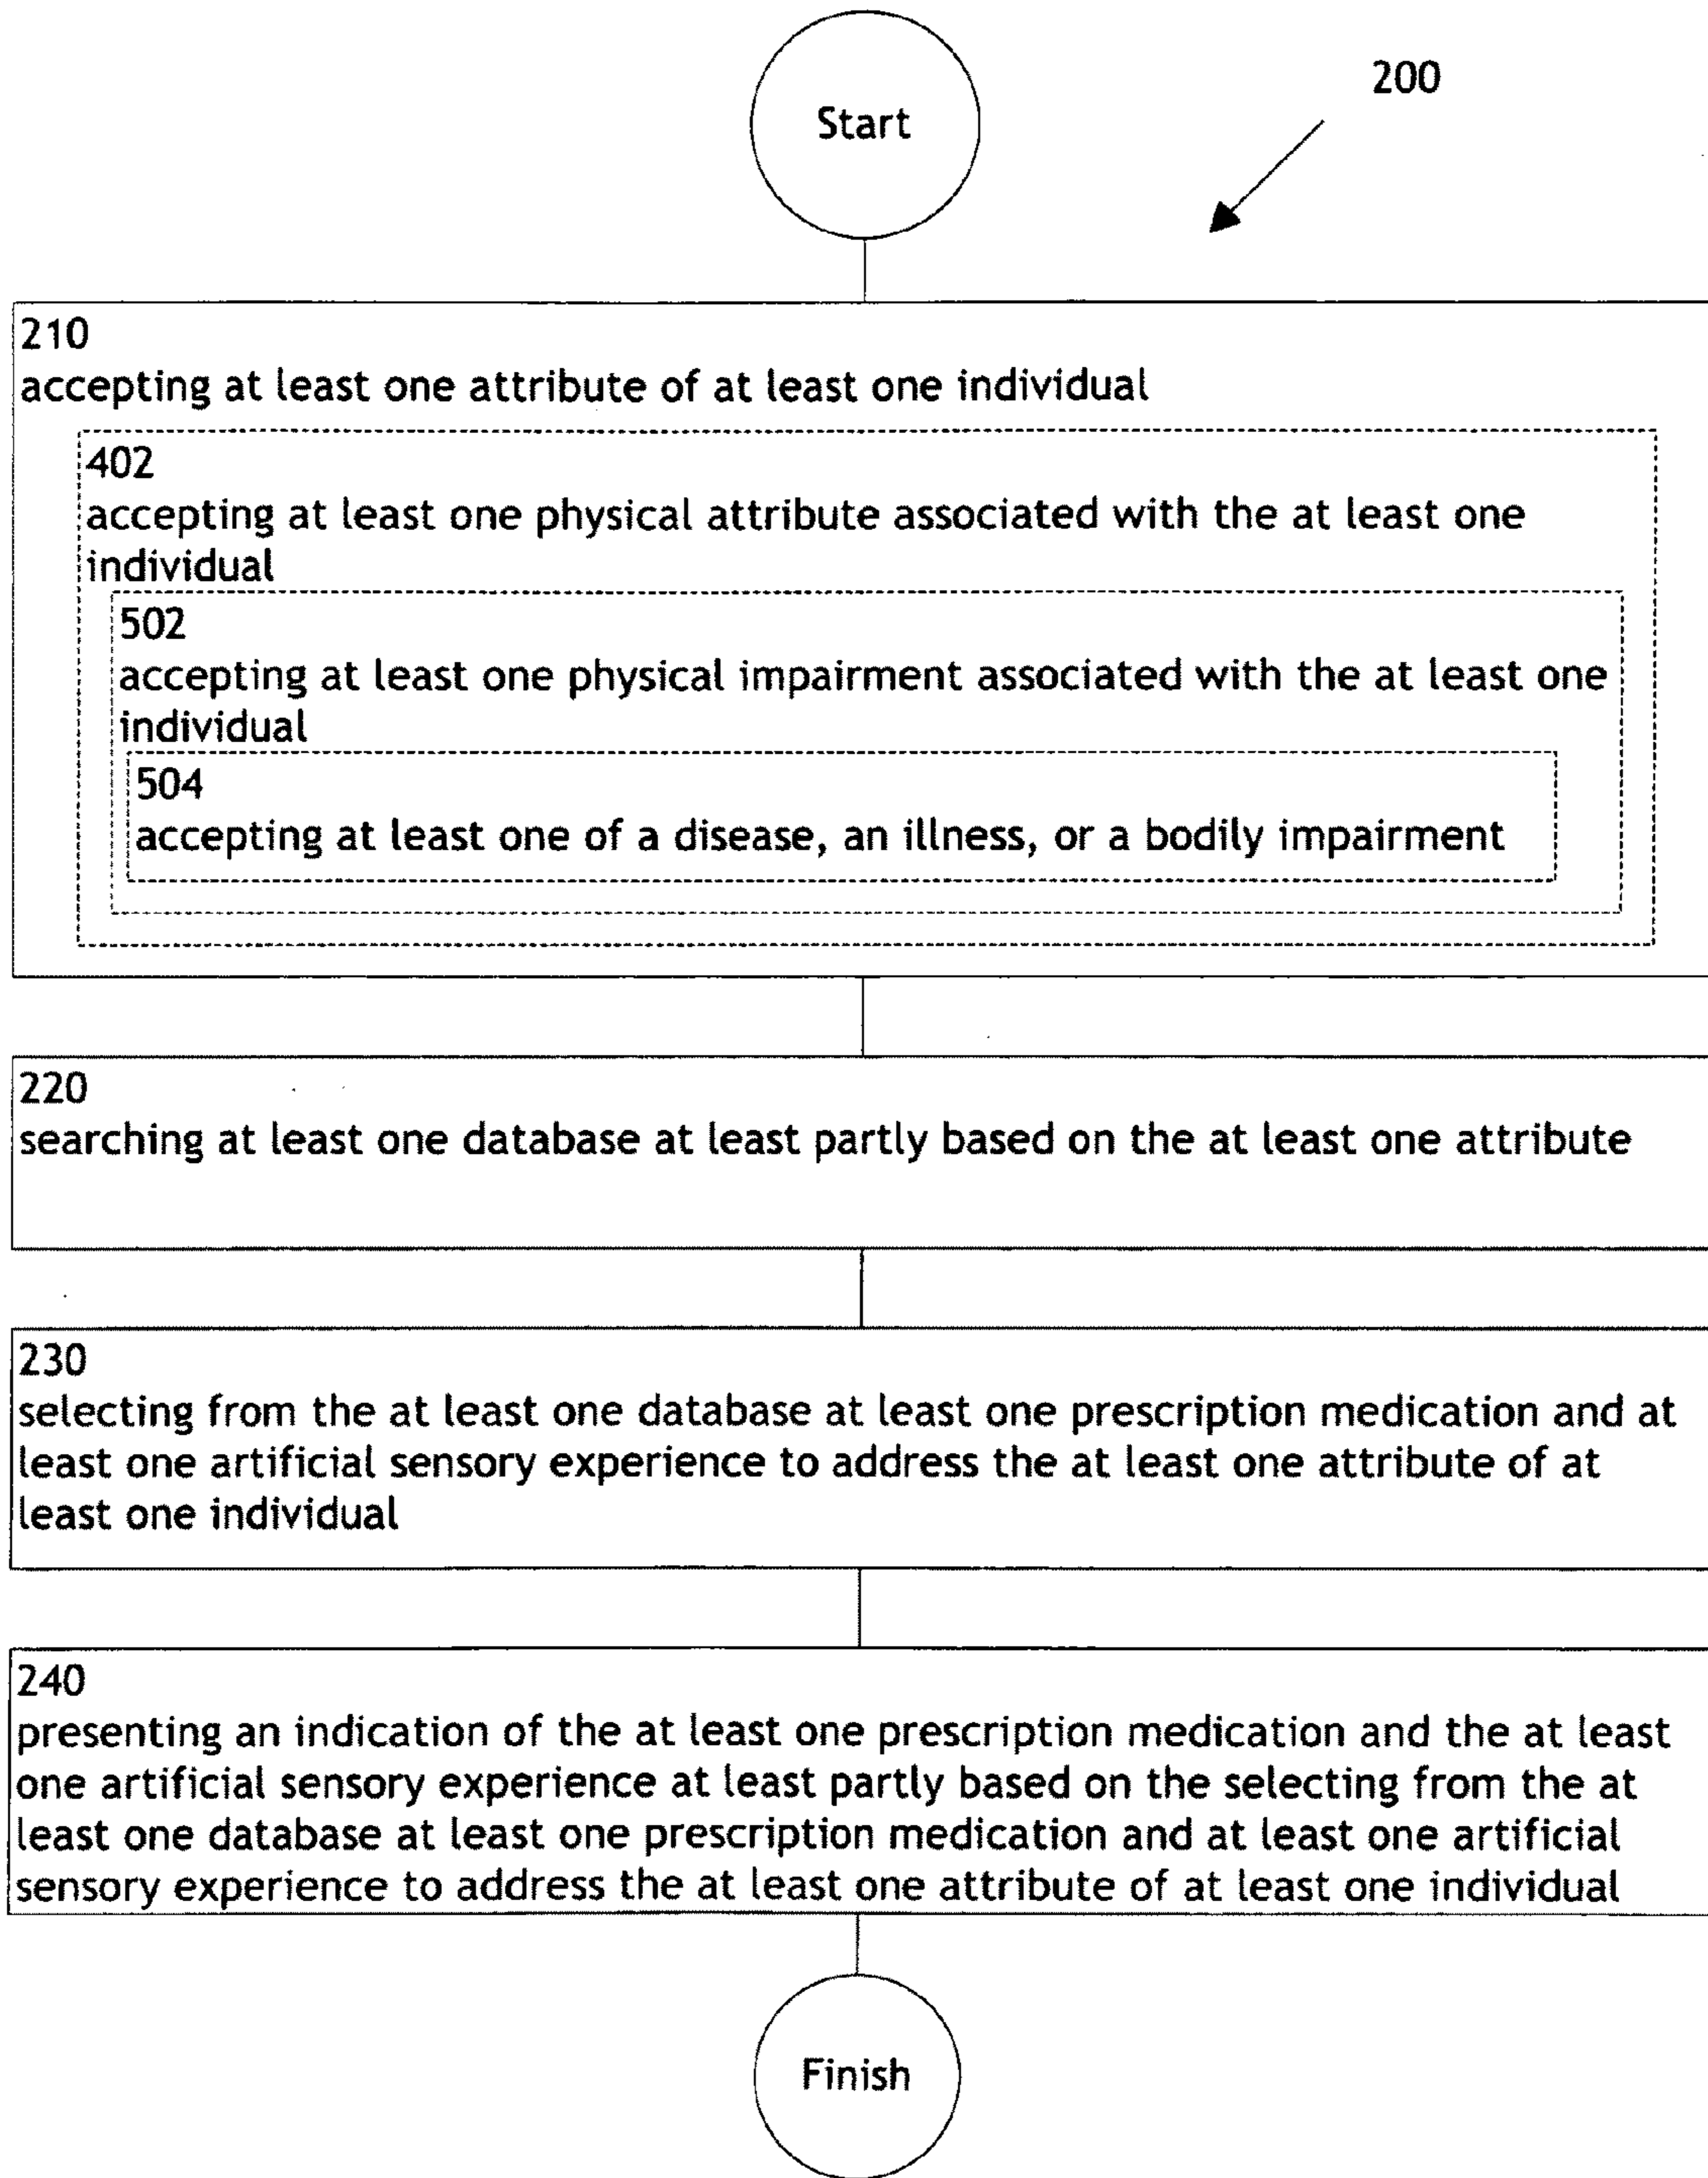 Start
200
210
accepting at least one attribute of at least one individual
402
accepting at least one physical attribute associated with the at least one
individual
502
accepting at least one physical impairment associated with the at least one
individual
504
accepting at least one of a disease, an illness, or a bodily impairment
220
searching at least one database at least partly based on the at least one attribute
230
selecting from the at least one database at least one prescription medication and at
least one artificial sensory experience to address the at least one attribute of at
least one individual
240
presenting an indication of the at least one prescription medication and the at least
one artificial sensory experience at least partly based on the selecting from the at
least one database at least one prescription medication and at least one artificial
sensory experience to address the at least one attribute of at least one individual
Finish